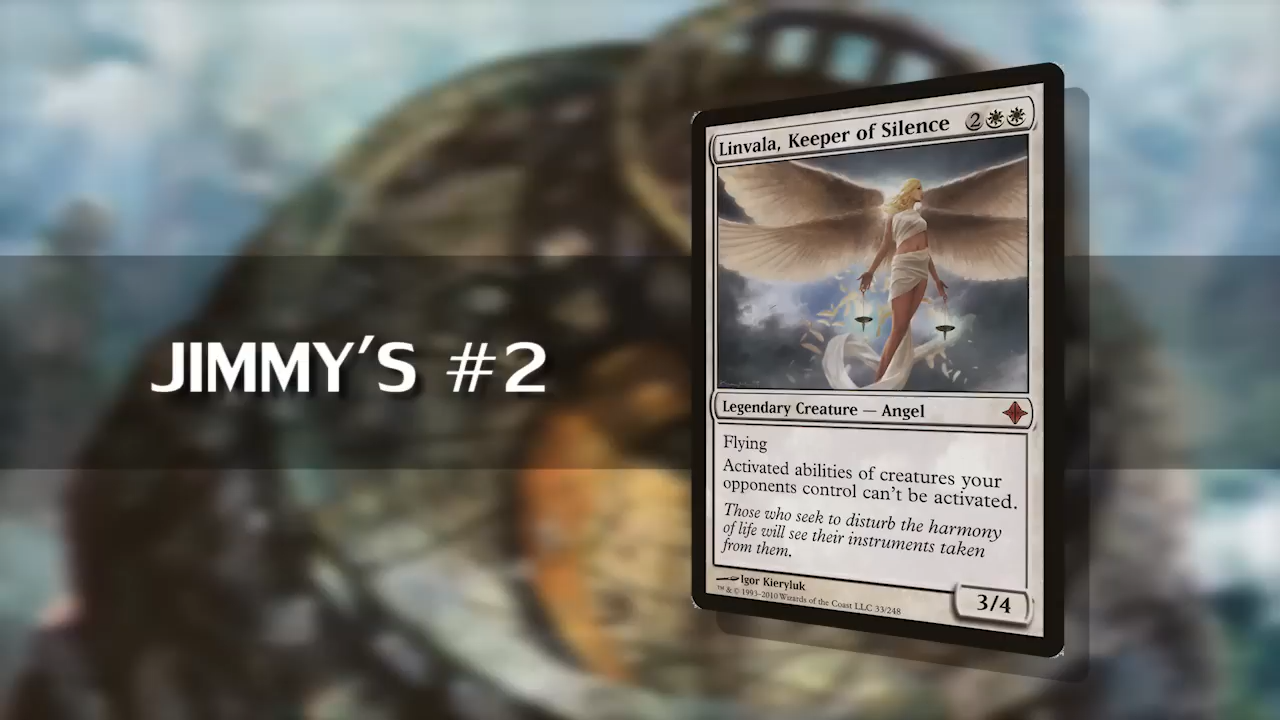 JIMMY'S #2
Linvala, Keeper of Silence 2
Legendary Creature — Angel
Flying
Activated abilities of creatures your
opponents control can't be activated.
Those who seek to disturb the harmony
of life will see their instruments taken
from them.
Igor Kieryluk
™ & © 1993–2010 Wizards of the Coast LLC 33/248
3/4